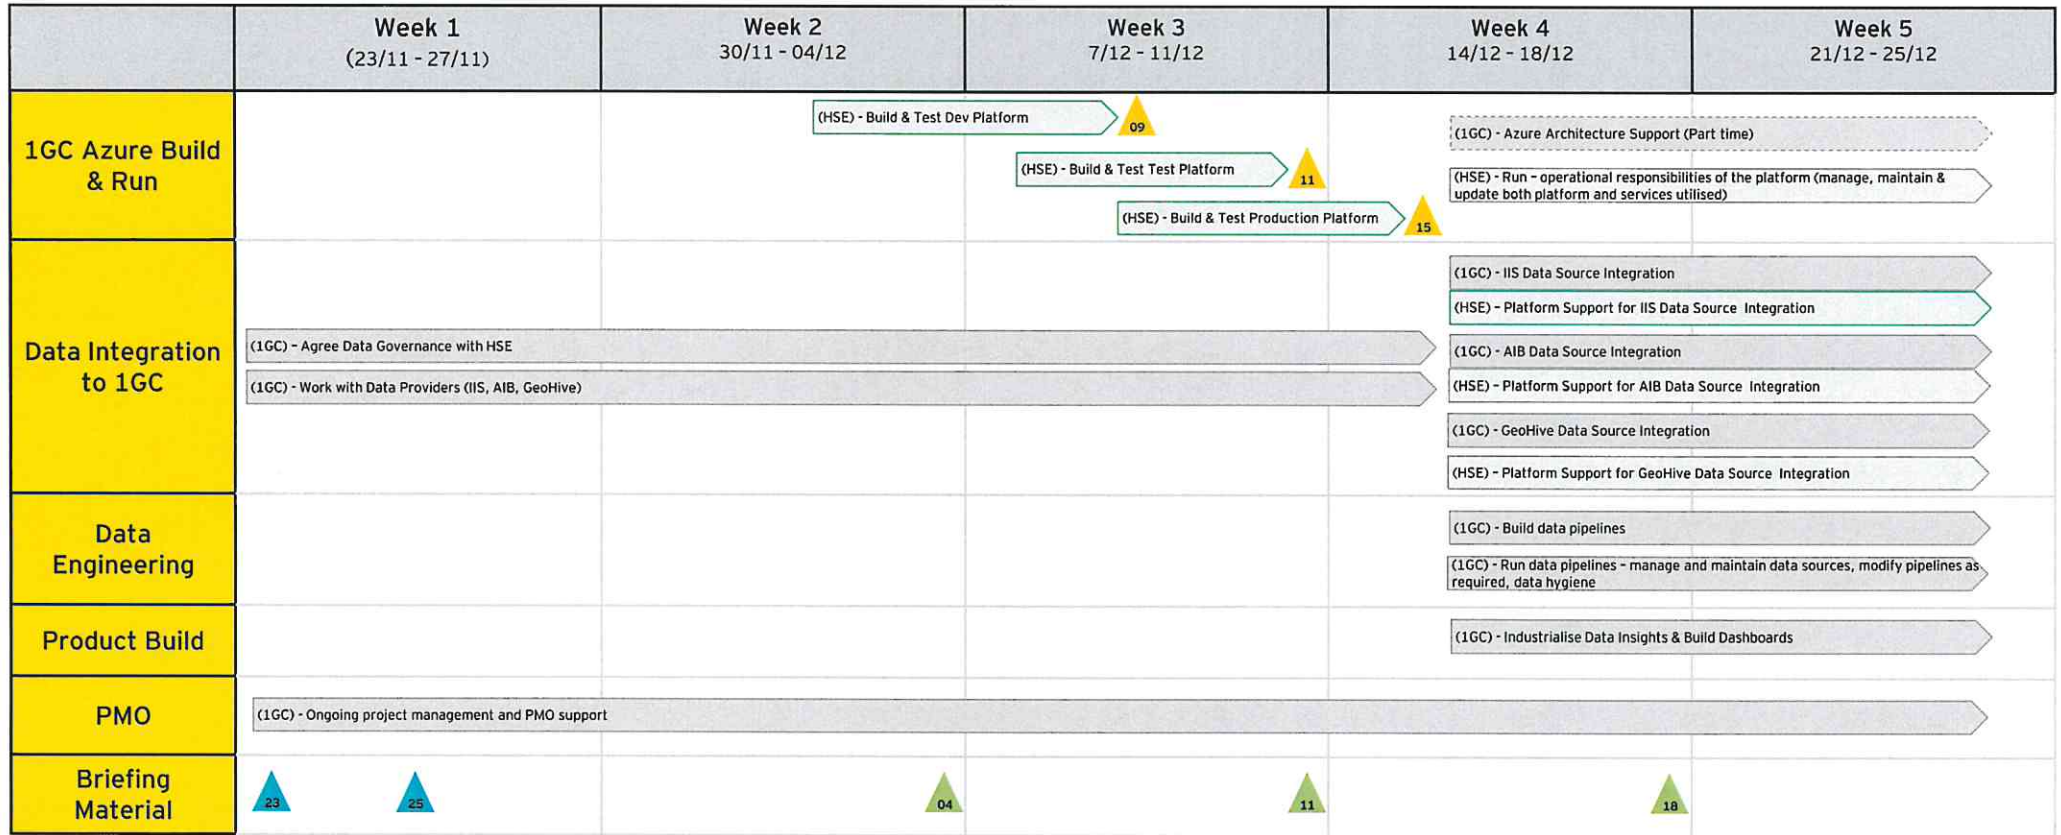 Week 1
(23/11 - 27/11)
Week 2
30/11 - 04/12
Week 3
7/12 - 11/12
Week 4
14/12 - 18/12
Week 5
21/12 - 25/12
1GC Azure Build
& Run
(HSE) - Build & Test Dev Platform
09
(HSE) - Build & Test Test Platform
11
(HSE) - Build & Test Production Platform
15
(1GC) - Azure Architecture Support (Part time)
(HSE) - Run – operational responsibilities of the platform (manage, maintain &
update both platform and services utilised)
Data Integration
to 1GC
(1GC) – Agree Data Governance with HSE
(1GC) - Work with Data Providers (IIS, AIB, GeoHive)
(1GC) - IIS Data Source Integration
(HSE) – Platform Support for IIS Data Source Integration
(1GC) - AIB Data Source Integration
(HSE) – Platform Support for AIB Data Source Integration
(1GC) - GeoHive Data Source Integration
(HSE) – Platform Support for GeoHive Data Source Integration
Data
Engineering
(1GC) - Build data pipelines
(1GC) - Run data pipelines – manage and maintain data sources, modify pipelines as
required, data hygiene
Product Build
(1GC) - Industrialise Data Insights & Build Dashboards
PMO
(1GC) - Ongoing project management and PMO support
Briefing
Material
23
25
04
11
18